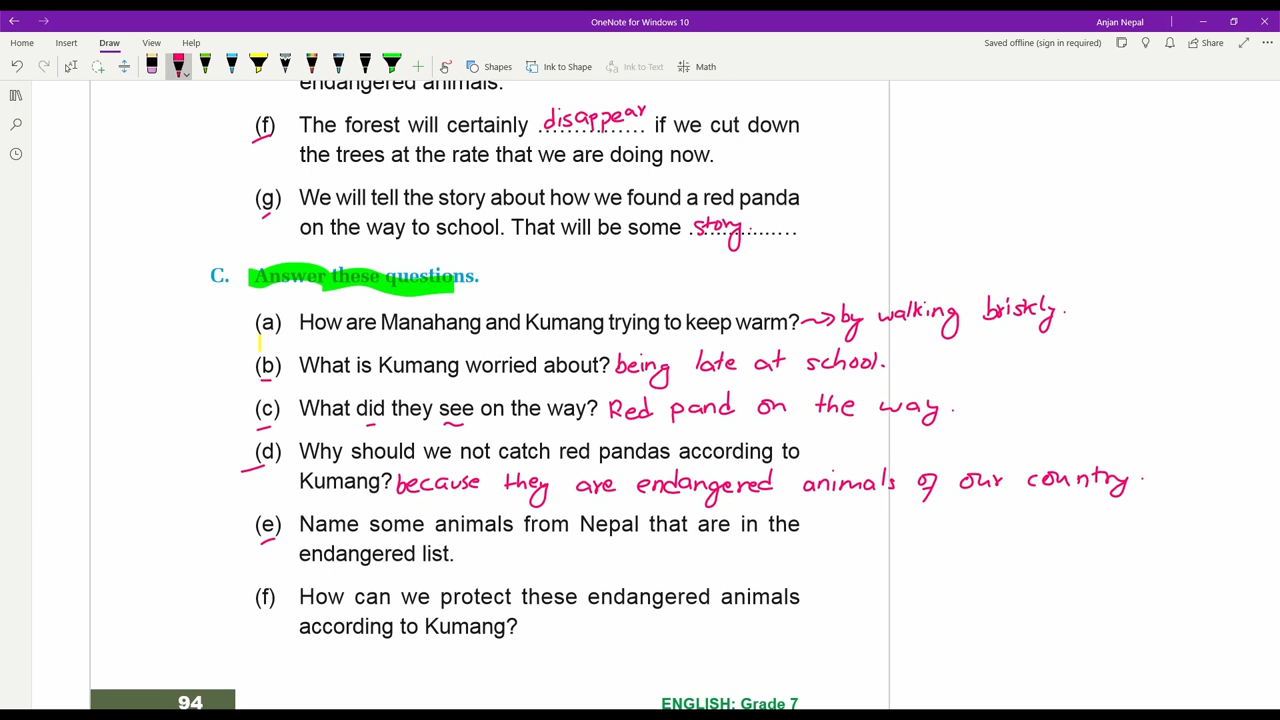 OneNote for Windows 10
Anjan Nepal
Home Insert Draw View Help
Saved offline (sign in required)
Share
Shapes
Ink to Shape
Ink to Text
Math
endangered animals.
(f) The forest will certainly disappear if we cut down
the trees at the rate that we are doing now.
(g) We will tell the story about how we found a red panda
on the way to school. That will be some story.
C. Answer these questions.
(a) How are Manahang and Kumang trying to keep warm? → by walking briskly.
(b) What is Kumang worried about? being late at school.
(c) What did they see on the way? Red pand on the way.
(d) Why should we not catch red pandas according to
Kumang? because they are endangered animals of our country.
(e) Name some animals from Nepal that are in the
endangered list.
(f) How can we protect these endangered animals
according to Kumang?
94
ENGLISH: Grade 7